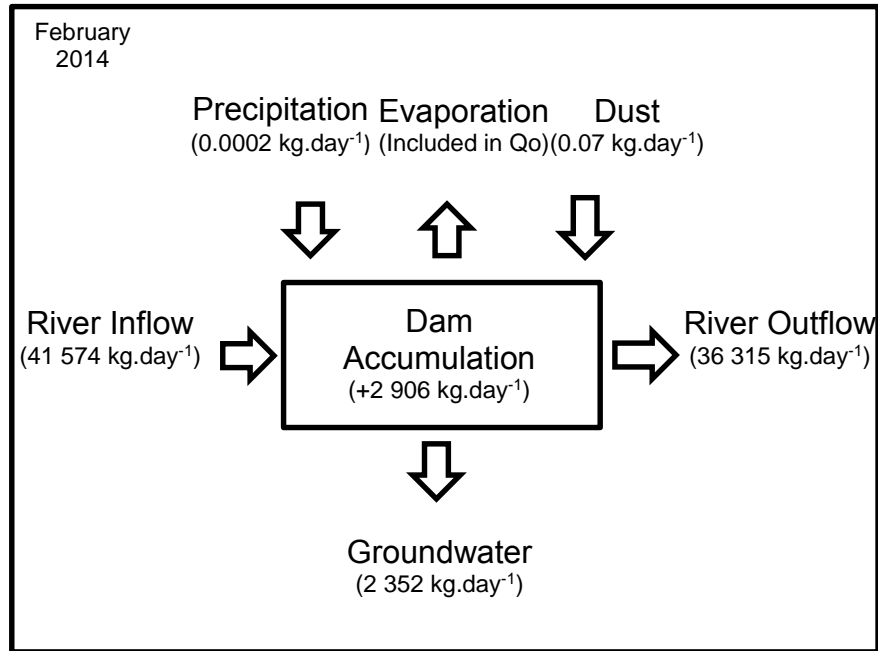 February
2014
Precipitation Evaporation Dust
(0.0002 kg.day⁻¹) (Included in Qo)(0.07 kg.day⁻¹)
River Inflow
(41 574 kg.day⁻¹)
Dam
Accumulation
(+2 906 kg.day⁻¹)
River Outflow
(36 315 kg.day⁻¹)
Groundwater
(2 352 kg.day⁻¹)